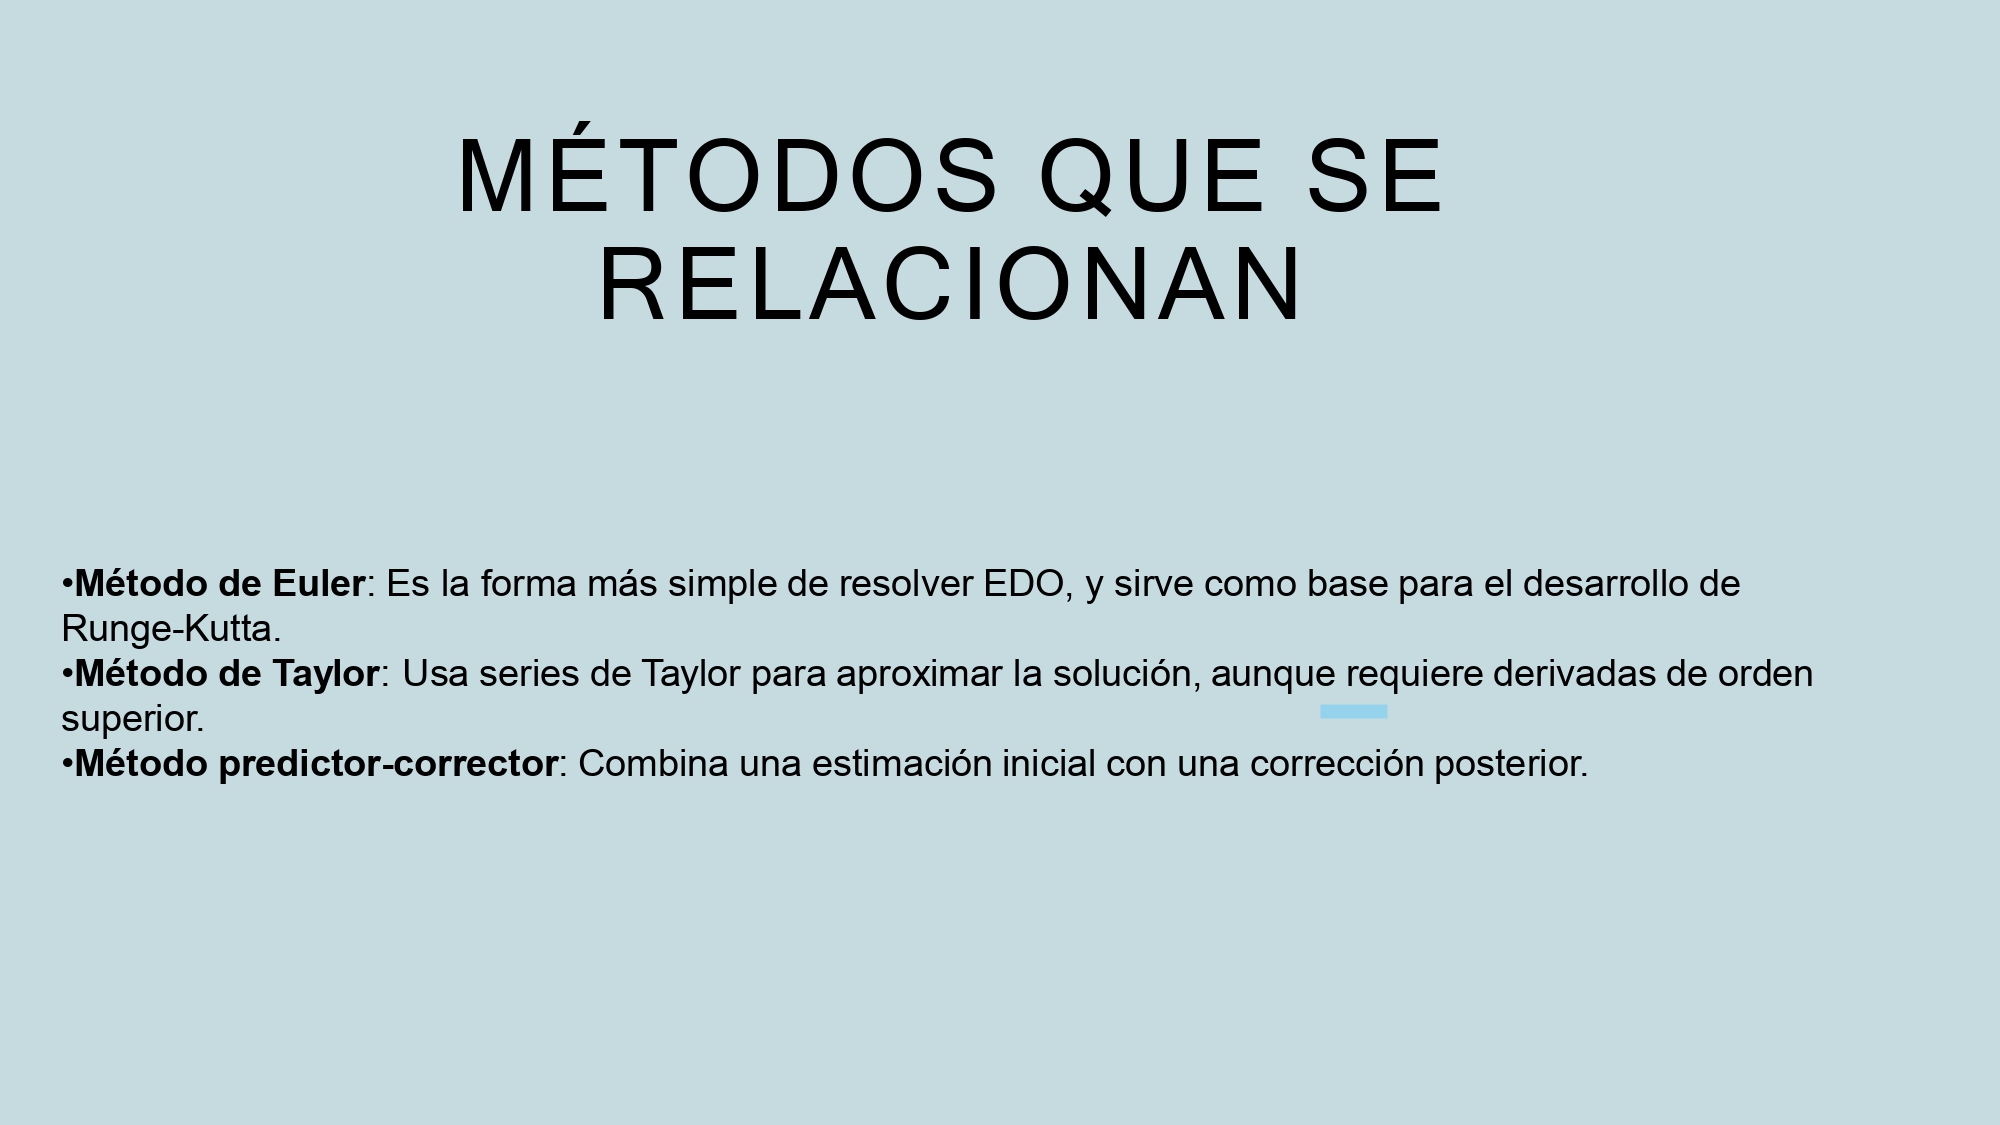 MÉTODOS QUE SE
RELACIONAN
•Método de Euler: Es la forma más simple de resolver EDO, y sirve como base para el desarrollo de
Runge-Kutta.
•Método de Taylor: Usa series de Taylor para aproximar la solución, aunque requiere derivadas de orden
superior.
•Método predictor-corrector: Combina una estimación inicial con una corrección posterior.